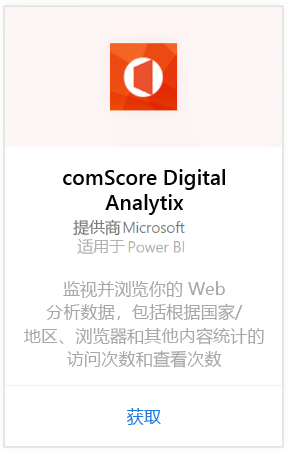 comScore Digital
Analytix
提供商 Microsoft
适用于 Power BI
监视并浏览你的 Web
分析数据，包括根据国家/
地区、浏览器和其他内容统计的
访问次数和查看次数
获取